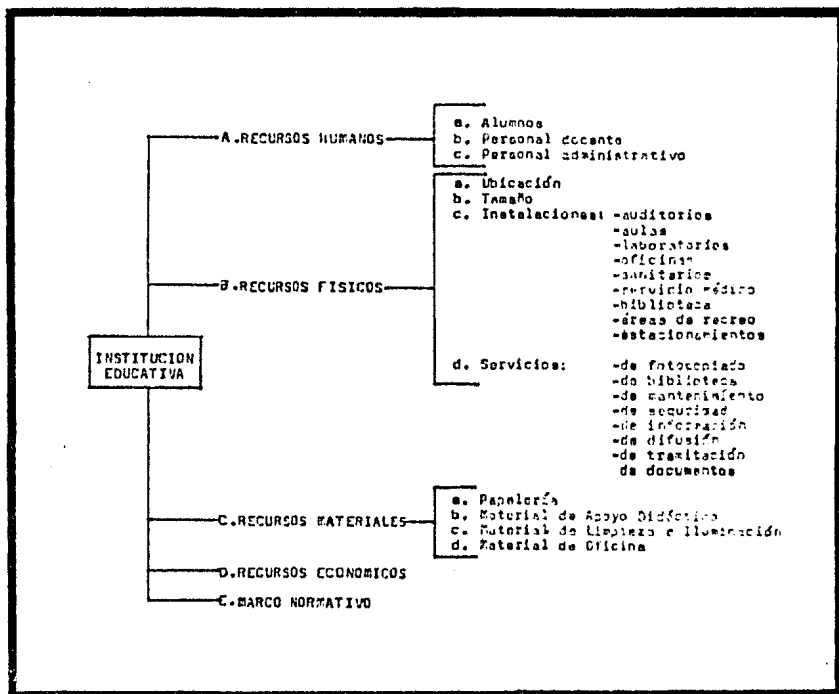 A.RECURSOS HUMANOS
a. Alumnos
b. Personal docente
c. Personal administrativo
B.RECURSOS FISICOS
a. Ubicación
b. Tamaño
c. Instalaciones: -auditorios
-aulas
-laboratorios
-oficinas
-sanitarios
-servicio médico
-biblioteca
-áreas de recreo
-estacionamientos
d. Servicios: -de fotocopiado
-de biblioteca
-de mantenimiento
-de seguridad
-de información
-de difusión
-de tramitación
de documentos
INSTITUCION
EDUCATIVA
C.RECURSOS MATERIALES
a. Papelería
b. Material de Apoyo Didáctico
c. Material de Limpieza e Iluminación
d. Material de Oficina
D.RECURSOS ECONOMICOS
E.MARCO NORMATIVO